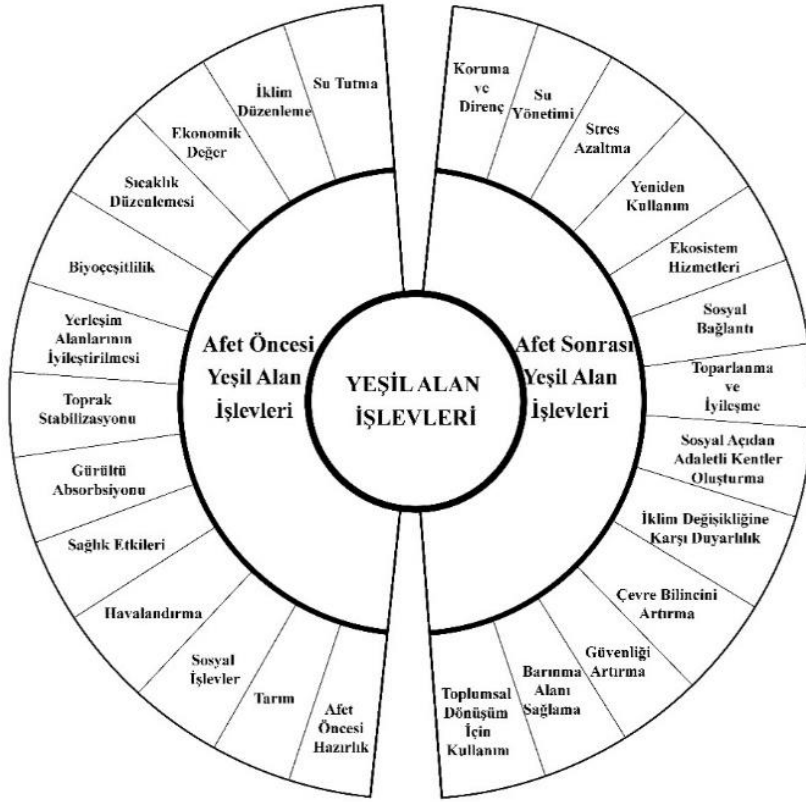 YEŞİL ALAN
İŞLEVLERİ
Afet Öncesi
Yeşil Alan
İşlevleri
Su Tutma
İklim
Düzenleme
Ekonomik
Değer
Sıcaklık
Düzenlemesi
Biyoçeşitlilik
Yerleşim
Alanlarının
İyileştirilmesi
Toprak
Stabilizasyonu
Gürültü
Absorbsiyonu
Sağlık Etkileri
Havalandırma
Sosyal
İşlevler
Tarım
Afet
Öncesi
Hazırlık
Afet Sonrası
Yeşil Alan
İşlevleri
Koruma
ve
Direnç
Su
Yönetimi
Stres
Azaltma
Yeniden
Kullanım
Ekosistem
Hizmetleri
Sosyal
Bağlantı
Toparlanma
ve
İyileşme
Sosyal Açıdan
Adaletli Kentler
Oluşturma
İklim Değişikliğine
Karşı Duyarlılık
Çevre Bilincini
Artırma
Güvenliği
Artırma
Barınma
Alanı
Sağlama
Toplumsal
Dönüşüm
İçin
Kullanım